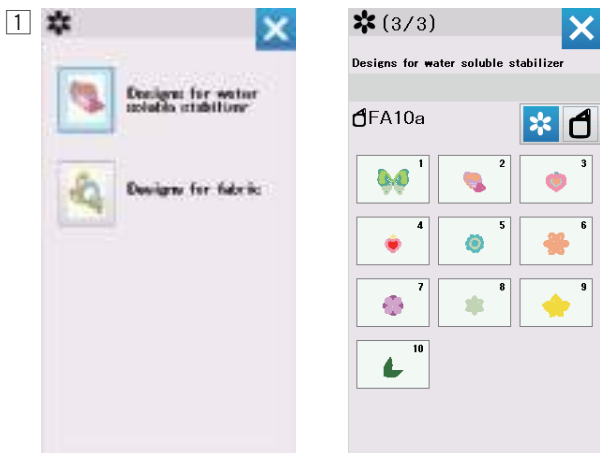 1
Designs for water
soluble stabilizer
Designs for fabric
(3/3)
Designs for water soluble stabilizer
FA10a
1 2 3
4 5 6
7 8 9
10